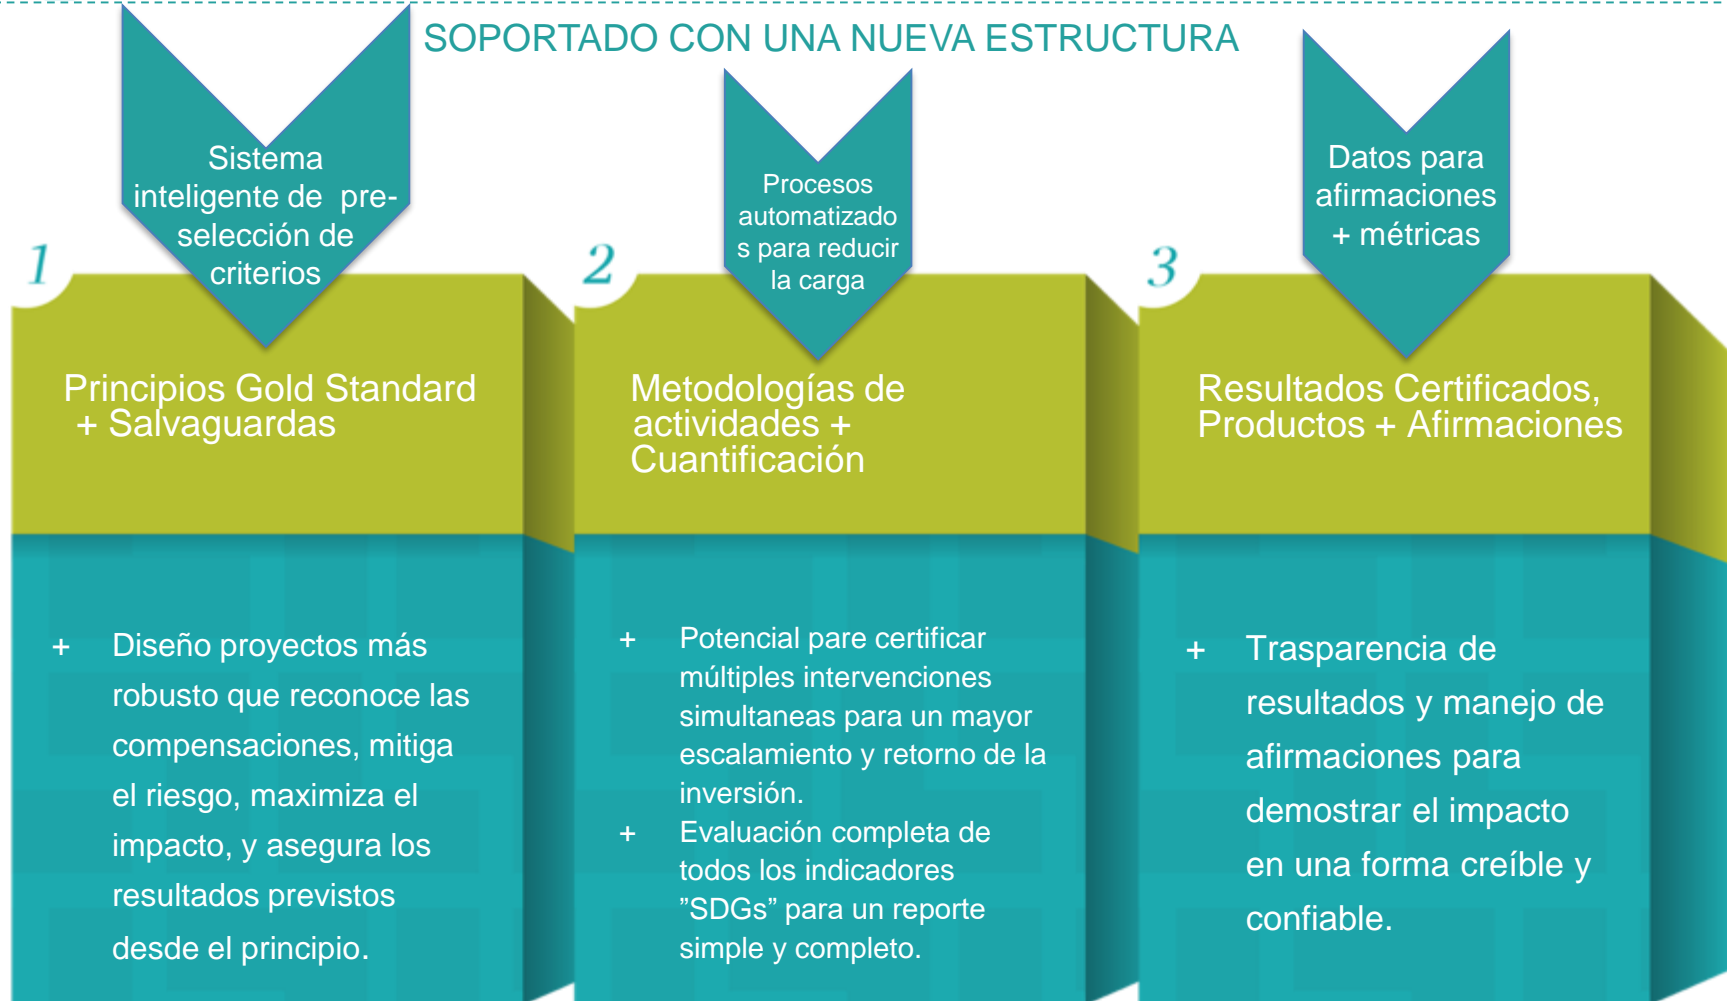 SOPORTADO CON UNA NUEVA ESTRUCTURA
Sistema
inteligente de pre-
selección de
criterios
Procesos
automatizado
s para reducir
la carga
Datos para
afirmaciones
+ métricas
1
Principios Gold Standard
+ Salvaguardas
+ Diseño proyectos más
robusto que reconoce las
compensaciones, mitiga
el riesgo, maximiza el
impacto, y asegura los
resultados previstos
desde el principio.
2
Metodologías de
actividades +
Cuantificación
+ Potencial pare certificar
múltiples intervenciones
simultaneas para un mayor
escalamiento y retorno de la
inversión.
+ Evaluación completa de
todos los indicadores
”SDGs” para un reporte
simple y completo.
3
Resultados Certificados,
Productos + Afirmaciones
+ Trasparencia de
resultados y manejo de
afirmaciones para
demostrar el impacto
en una forma creíble y
confiable.